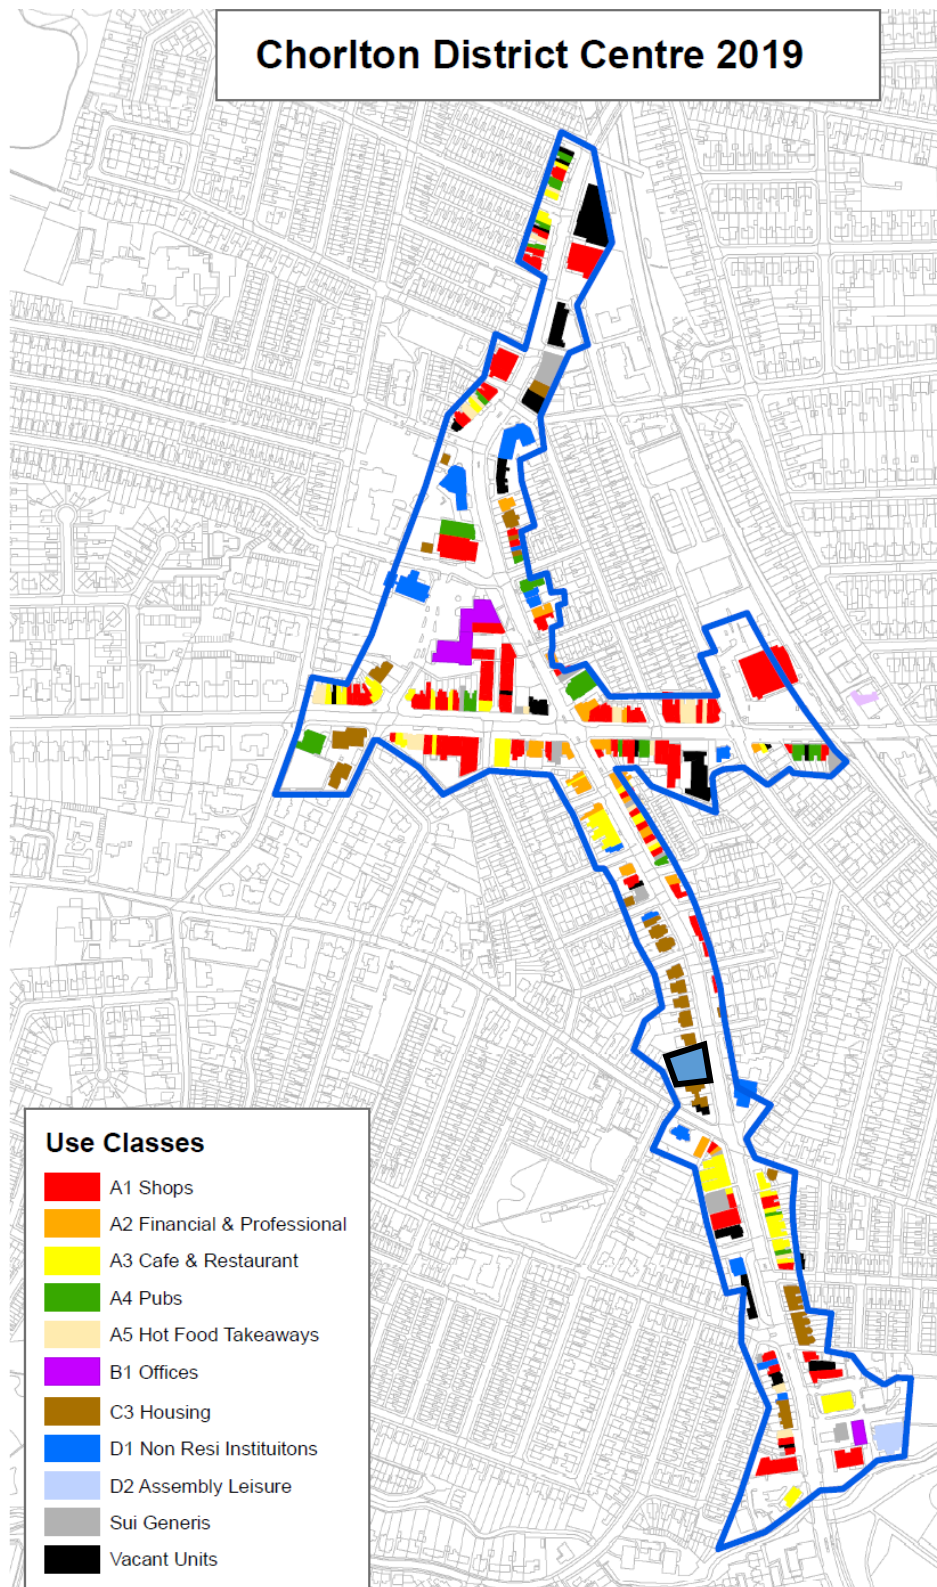 Chorlton District Centre 2019
Use Classes
A1 Shops
A2 Financial & Professional
A3 Cafe & Restaurant
A4 Pubs
A5 Hot Food Takeaways
B1 Offices
C3 Housing
D1 Non Resi Instituitons
D2 Assembly Leisure
Sui Generis
Vacant Units